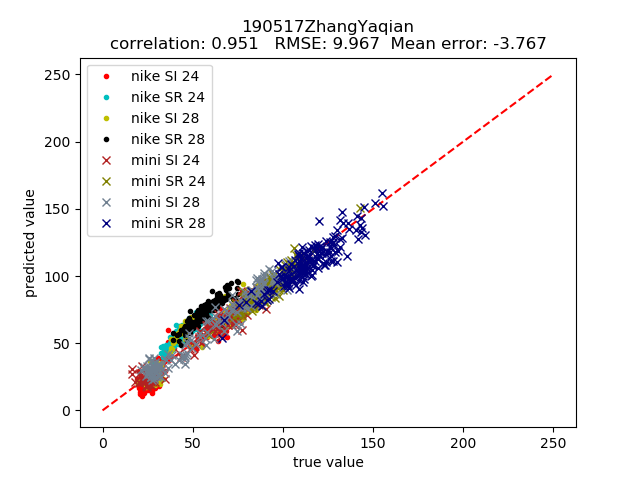 190517ZhangYaqian
correlation: 0.951 RMSE: 9.967 Mean error: -3.767
nike SI 24
nike SR 24
nike SI 28
nike SR 28
mini SI 24
mini SR 24
mini SI 28
mini SR 28
250
200
150
100
50
0
predicted value
0 50 100 150 200 250
true value